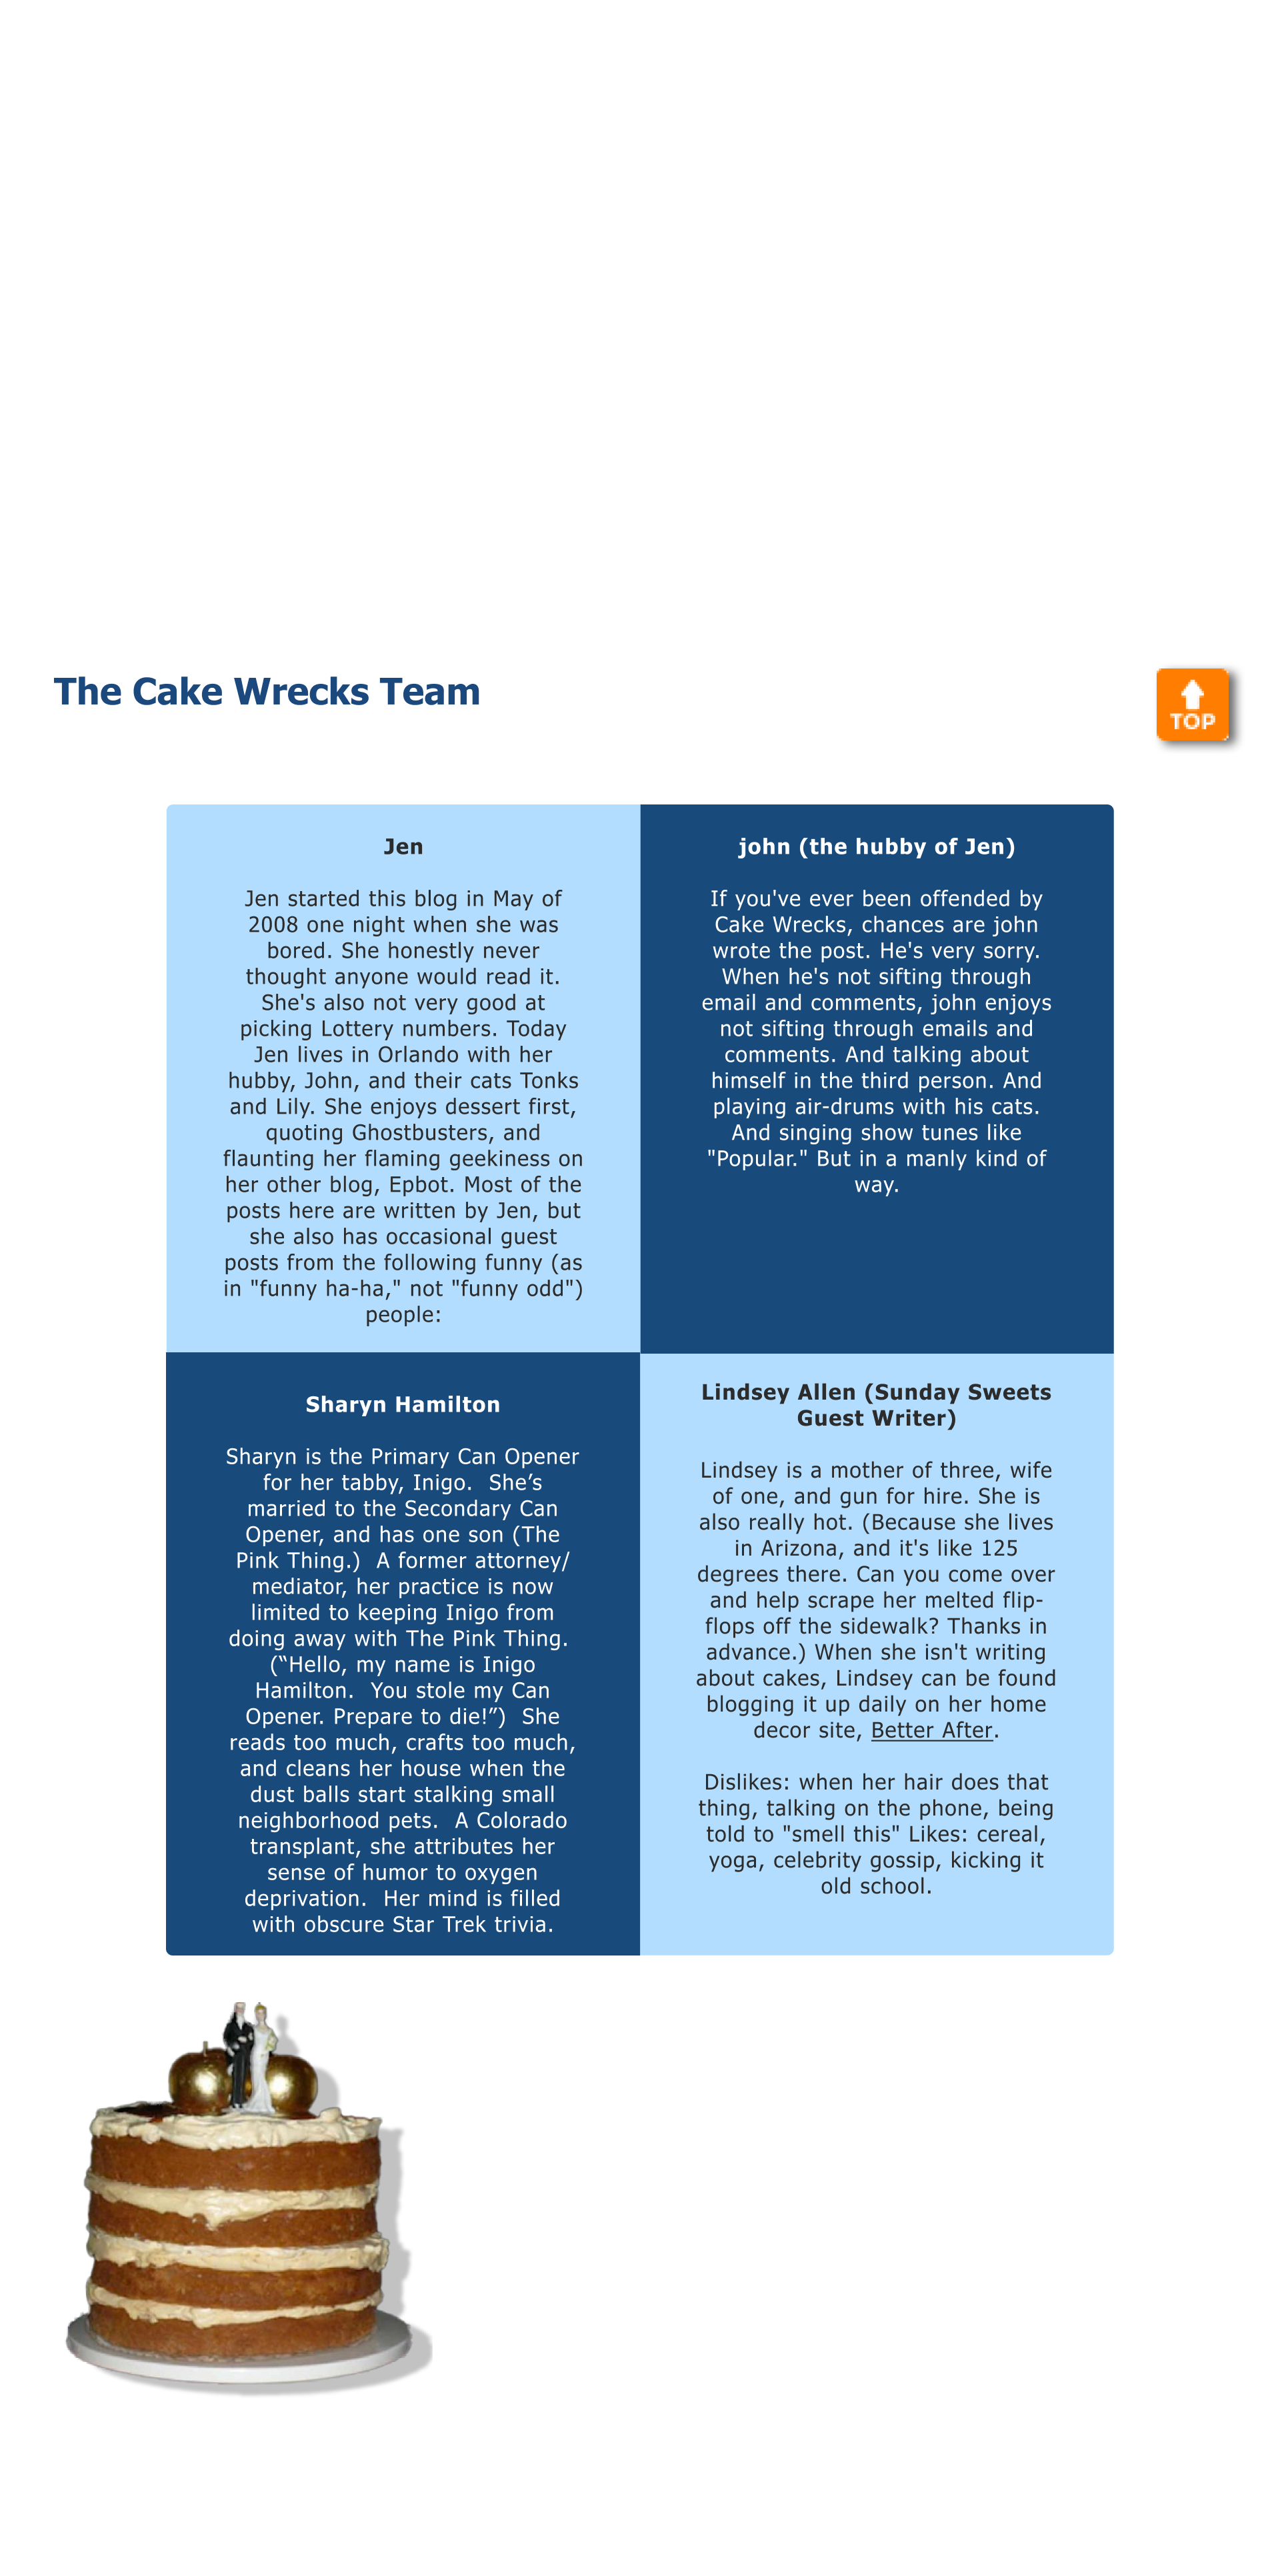 The Cake Wrecks Team
TOP
Jen
Jen started this blog in May of
2008 one night when she was
bored. She honestly never
thought anyone would read it.
She's also not very good at
picking Lottery numbers. Today
Jen lives in Orlando with her
hubby, John, and their cats Tonks
and Lily. She enjoys dessert first,
quoting Ghostbusters, and
flaunting her flaming geekiness on
her other blog, Epbot. Most of the
posts here are written by Jen, but
she also has occasional guest
posts from the following funny (as
in "funny ha-ha," not "funny odd")
people:
john (the hubby of Jen)
If you've ever been offended by
Cake Wrecks, chances are john
wrote the post. He's very sorry.
When he's not sifting through
email and comments, john enjoys
not sifting through emails and
comments. And talking about
himself in the third person. And
playing air-drums with his cats.
And singing show tunes like
"Popular." But in a manly kind of
way.
Sharyn Hamilton
Sharyn is the Primary Can Opener
for her tabby, Inigo.  She’s
married to the Secondary Can
Opener, and has one son (The
Pink Thing.)  A former attorney/
mediator, her practice is now
limited to keeping Inigo from
doing away with The Pink Thing.
(“Hello, my name is Inigo
Hamilton.  You stole my Can
Opener. Prepare to die!”)  She
reads too much, crafts too much,
and cleans her house when the
dust balls start stalking small
neighborhood pets.  A Colorado
transplant, she attributes her
sense of humor to oxygen
deprivation.  Her mind is filled
with obscure Star Trek trivia.
Lindsey Allen (Sunday Sweets
Guest Writer)
Lindsey is a mother of three, wife
of one, and gun for hire. She is
also really hot. (Because she lives
in Arizona, and it's like 125
degrees there. Can you come over
and help scrape her melted flip-
flops off the sidewalk? Thanks in
advance.) When she isn't writing
about cakes, Lindsey can be found
blogging it up daily on her home
decor site, Better After.
Dislikes: when her hair does that
thing, talking on the phone, being
told to "smell this" Likes: cereal,
yoga, celebrity gossip, kicking it
old school.